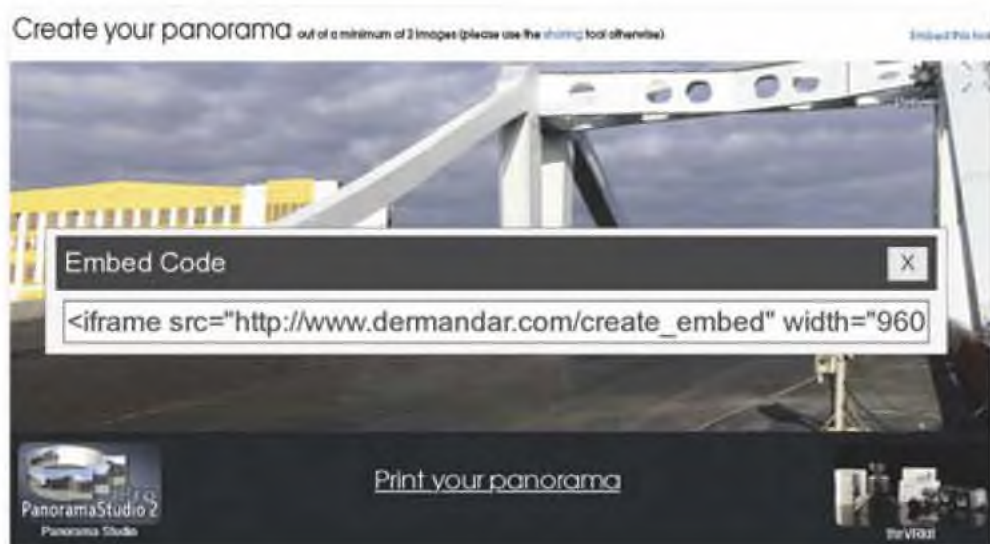 Create your panorama out of a minimum of 2 images (please use the sharing tool otherwise)
Embed this tool
Embed Code
X
<iframe src="http://www.dermandar.com/create_embed" width="960
Print your panorama
PanoramaStudio 2
Panorama Studio